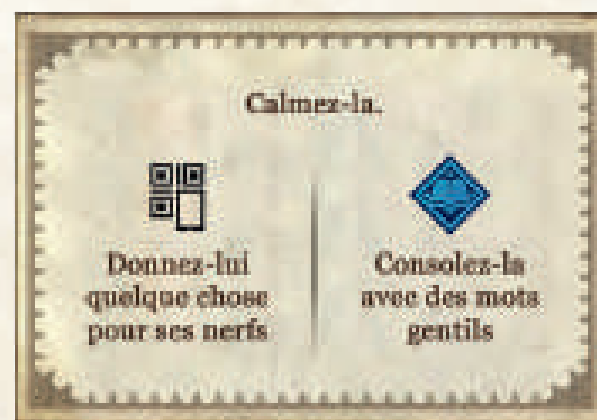 Calmez-la.
Donnez-lui
quelque chose
pour ses nerfs
Consolez-la
avec des mots
gentils